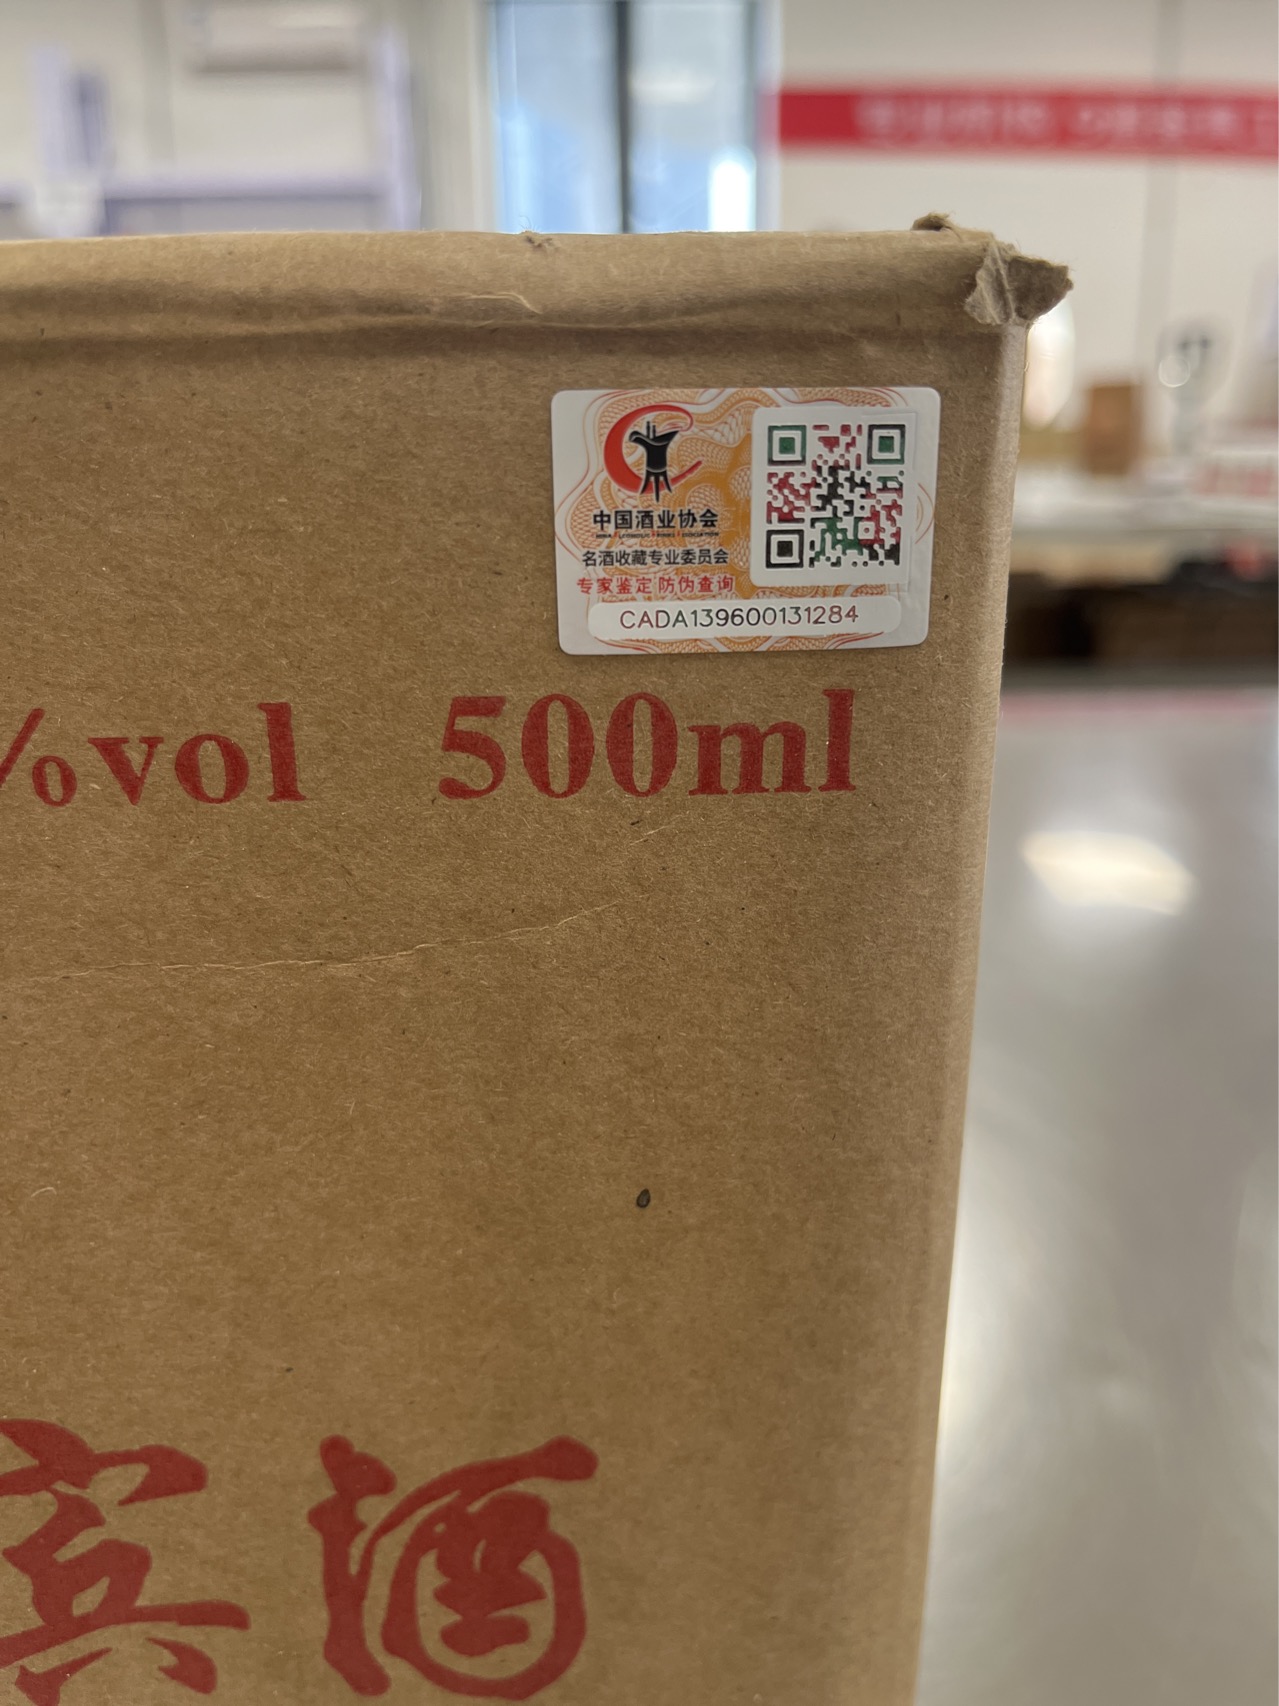 中国酒业协会
名酒收藏专业委员会
专家鉴定 防伪查询
CADA139600131284
%vol 500ml
宾酒